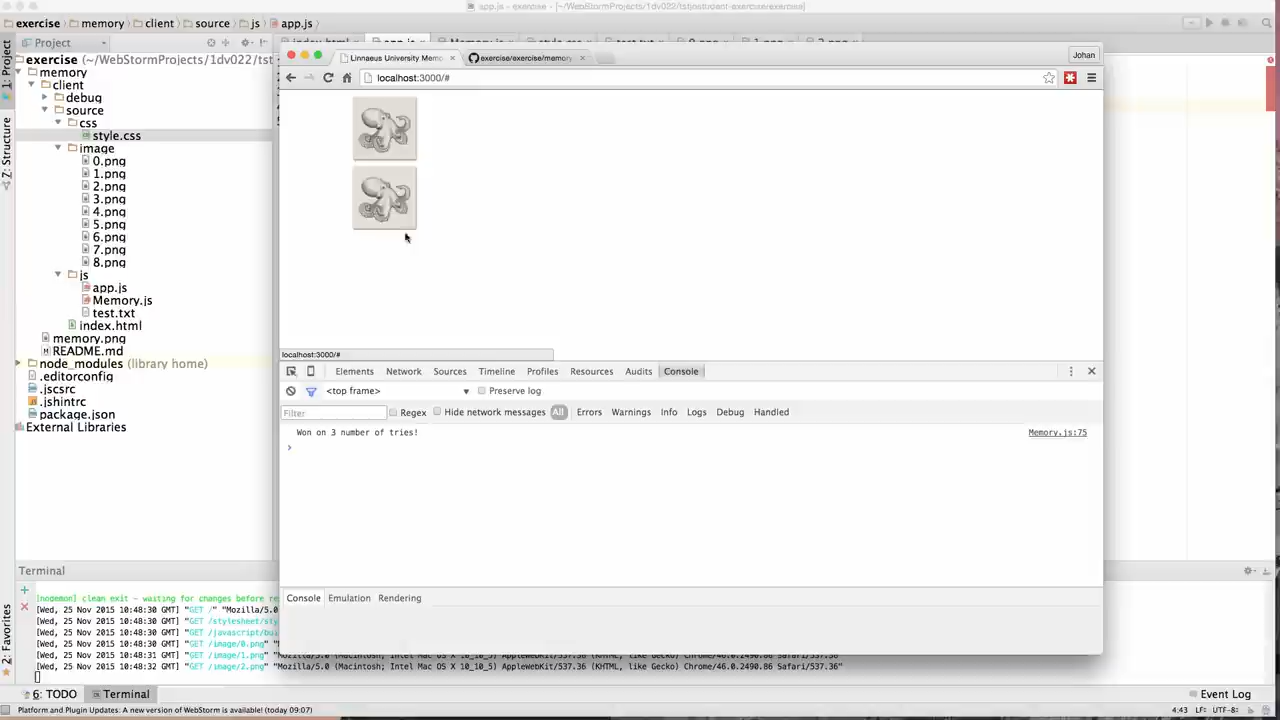 app.js - exercise - [~/WebStormProjects/1dv022/tstjostudent-exercise/exercise]
exercise memory client source js app.js
Project
1: Project
7: Structure
2: Favorites
exercise (~/WebStormProjects/1dv022/tst
memory
client
debug
source
css
style.css
image
0.png
1.png
2.png
3.png
4.png
5.png
6.png
7.png
8.png
js
app.js
Memory.js
test.txt
index.html
memory.png
README.md
node_modules (library home)
.editorconfig
.jscsrc
.jshintrc
package.json
External Libraries
Linnaeus University Memo
exercise/exercise/memory
Johan
localhost:3000/#
localhost:3000/#
Elements Network Sources Timeline Profiles Resources Audits Console
<top frame> Preserve log
Filter Regex Hide network messages All Errors Warnings Info Logs Debug Handled
Won on 3 number of tries! Memory.js:75
Console Emulation Rendering
Terminal
[nodemon] clean exit - waiting for changes before re
[Wed, 25 Nov 2015 10:48:30 GMT] "GET /" "Mozilla/5.0
[Wed, 25 Nov 2015 10:48:30 GMT] "GET /stylesheet/sty
[Wed, 25 Nov 2015 10:48:30 GMT] "GET /javascript/bui
[Wed, 25 Nov 2015 10:48:30 GMT] "GET /image/0.png" "M
[Wed, 25 Nov 2015 10:48:31 GMT] "GET /image/1.png" "Mozilla/5.0 (Macintosh; Intel Mac OS X 10_10_5) AppleWebKit/537.36 (KHTML, like Gecko) Chrome/46.0.2490.86 Safari/537.36"
[Wed, 25 Nov 2015 10:48:32 GMT] "GET /image/2.png" "Mozilla/5.0 (Macintosh; Intel Mac OS X 10_10_5) AppleWebKit/537.36 (KHTML, like Gecko) Chrome/46.0.2490.86 Safari/537.36"
6: TODO Terminal Event Log
Platform and Plugin Updates: A new version of WebStorm is available! (today 09:07) 4:43 LF: UTF-8: